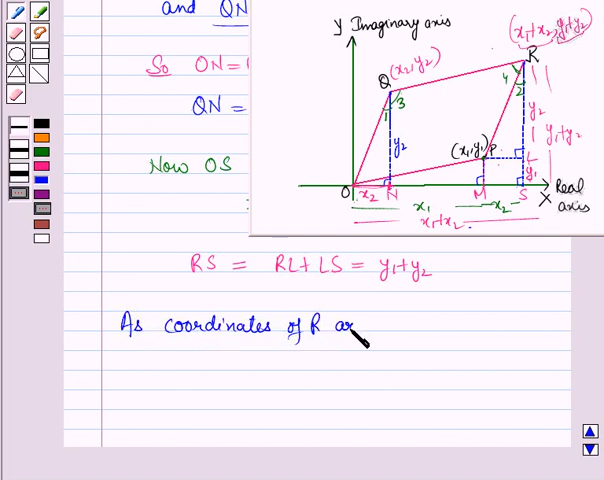 and QN
So ON=
QN =
Now OS
RS = RL+LS = y1+y2
As coordinates of R ar
Y Imaginary axis
(x1+x2, y1+y2)
(x2, y2)
R
Q
4
2
1
3
y2
y2
y1+y2
(x1, y1) P
L
y1
O
x2
N
M
S
X
Real axis
x1
x2
x1+x2